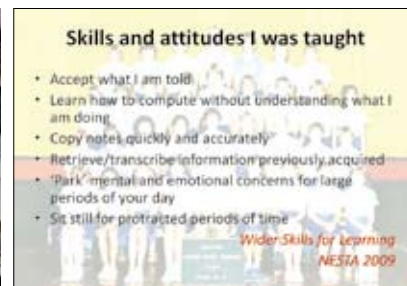 Skills and attitudes I was taught
• Accept what I am told
• Learn how to compute without understanding what I
am doing
• Copy notes quickly and accurately
• Retrieve/transcribe information previously acquired
• 'Park' mental and emotional concerns for large
periods of your day
• Sit still for protracted periods of time
Wider Skills for Learning
NESTA 2009